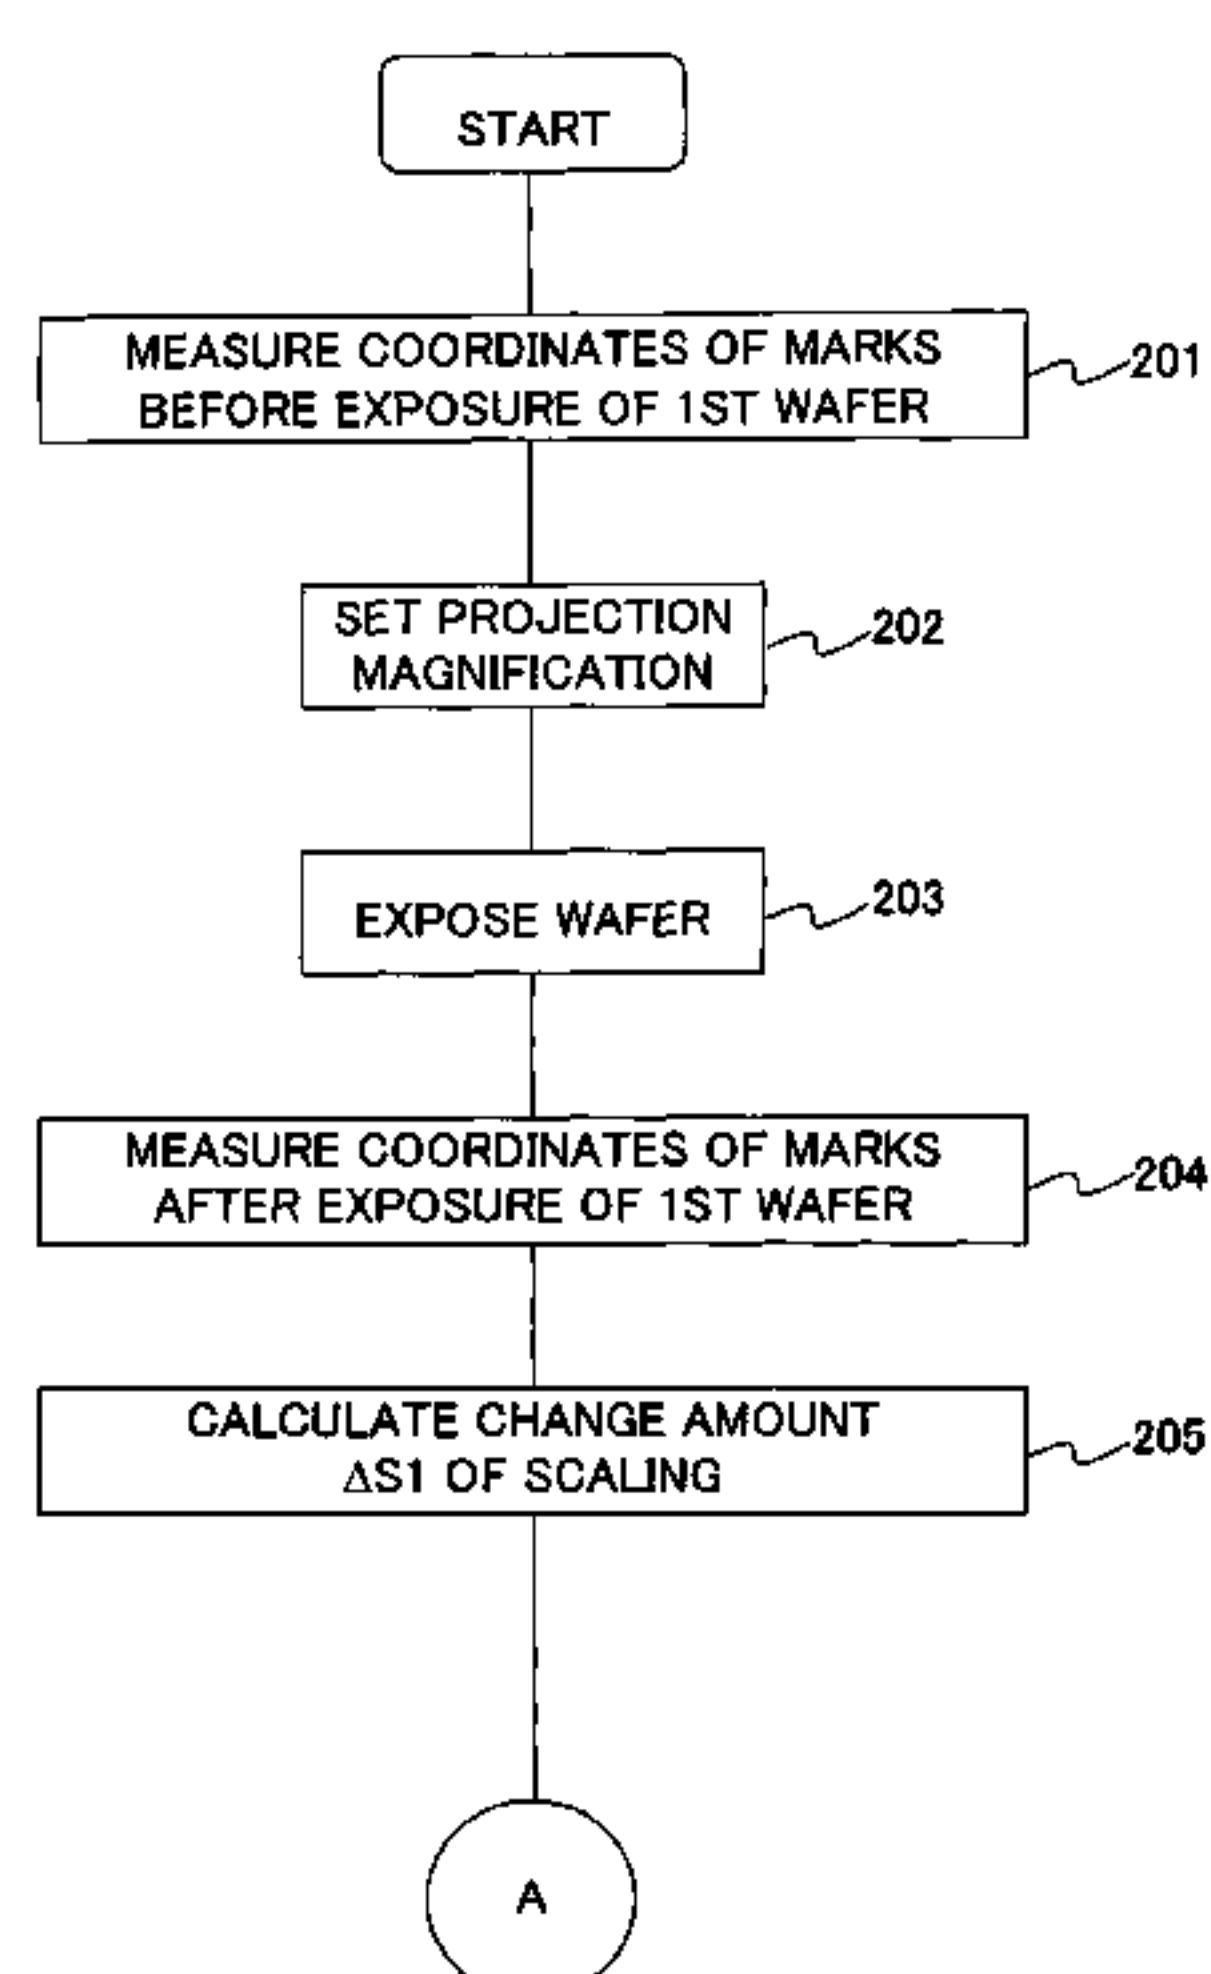 START
MEASURE COORDINATES OF MARKS
BEFORE EXPOSURE OF 1ST WAFER
201
SET PROJECTION
MAGNIFICATION
202
EXPOSE WAFER
203
MEASURE COORDINATES OF MARKS
AFTER EXPOSURE OF 1ST WAFER
204
CALCULATE CHANGE AMOUNT
ΔS1 OF SCALING
205
A